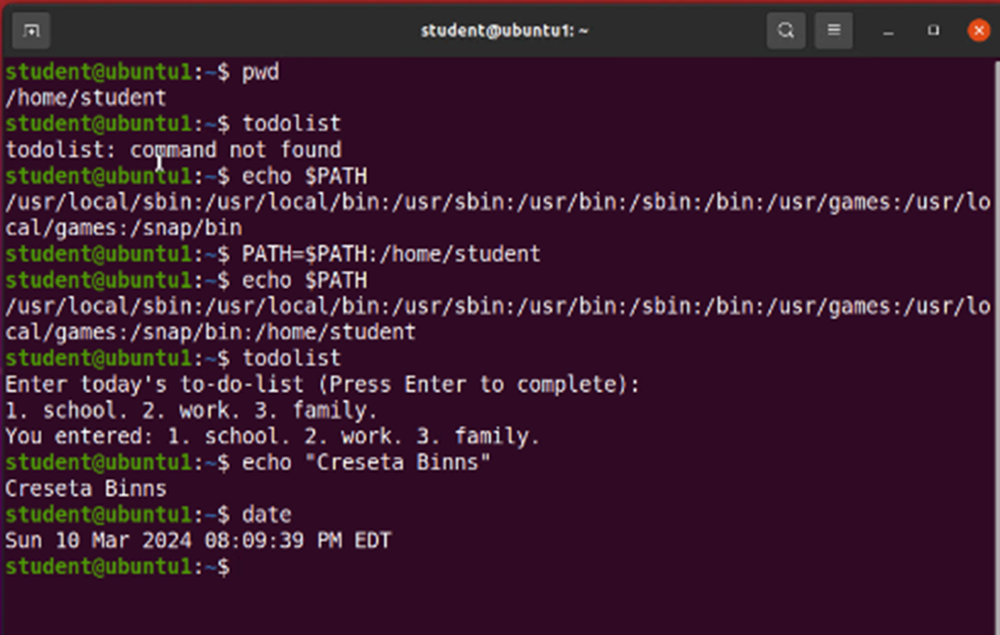 student@ubuntu1: ~
student@ubuntu1:~$ pwd
/home/student
student@ubuntu1:~$ todolist
todolist: command not found
student@ubuntu1:~$ echo $PATH
/usr/local/sbin:/usr/local/bin:/usr/sbin:/usr/bin:/sbin:/bin:/usr/games:/usr/lo
cal/games:/snap/bin
student@ubuntu1:~$ PATH=$PATH:/home/student
student@ubuntu1:~$ echo $PATH
/usr/local/sbin:/usr/local/bin:/usr/sbin:/usr/bin:/sbin:/bin:/usr/games:/usr/lo
cal/games:/snap/bin:/home/student
student@ubuntu1:~$ todolist
Enter today's to-do-list (Press Enter to complete):
1. school. 2. work. 3. family.
You entered: 1. school. 2. work. 3. family.
student@ubuntu1:~$ echo "Creseta Binns"
Creseta Binns
student@ubuntu1:~$ date
Sun 10 Mar 2024 08:09:39 PM EDT
student@ubuntu1:~$